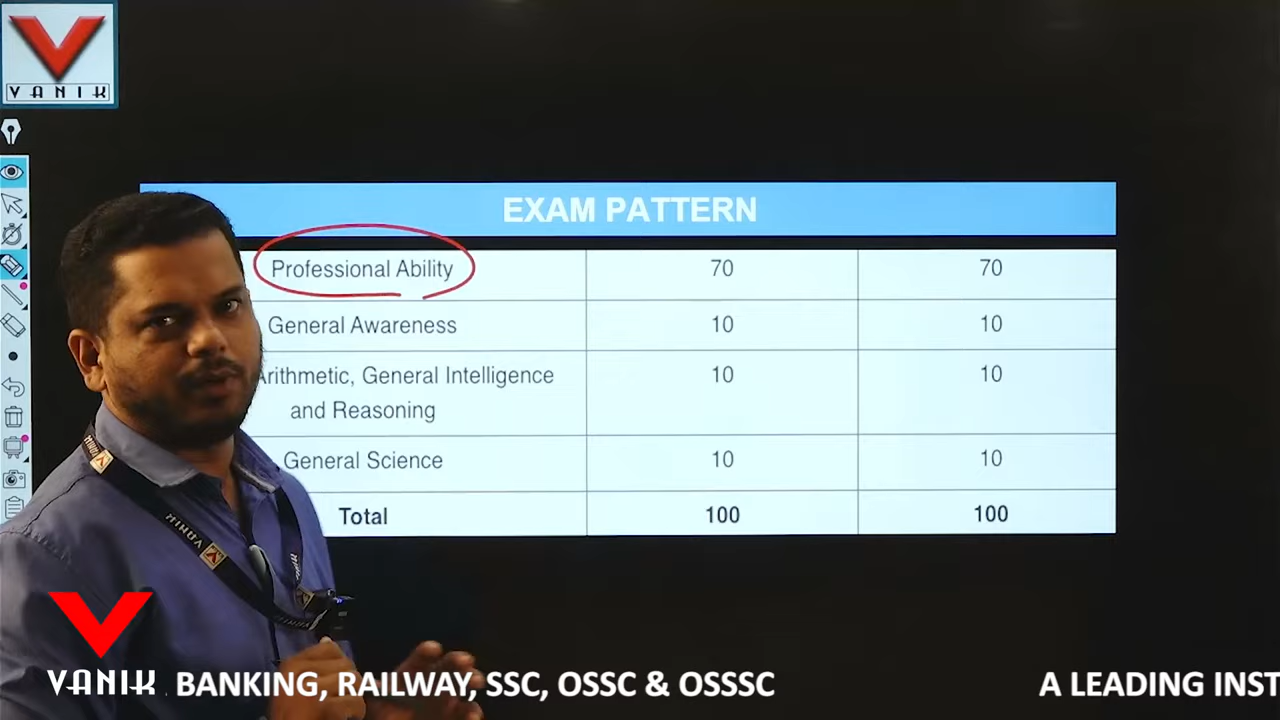 VANIK
EXAM PATTERN
Professional Ability 70 70
General Awareness 10 10
Arithmetic, General Intelligence 10 10
and Reasoning
General Science 10 10
Total 100 100
VANIK
VANIK BANKING, RAILWAY, SSC, OSSC & OSSSC A LEADING INST